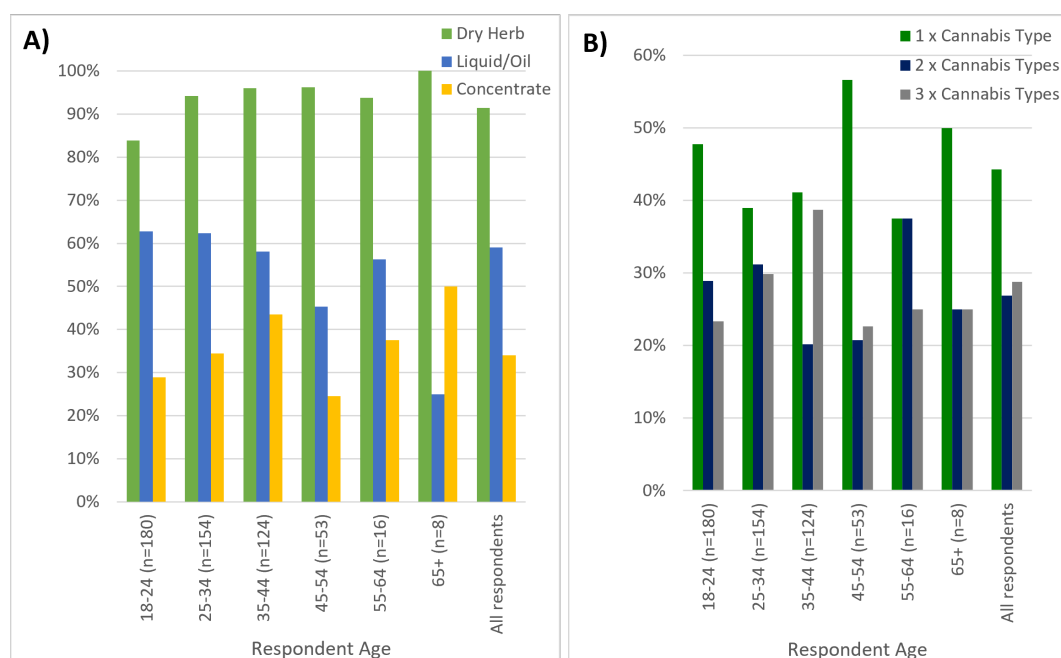 A)
Dry Herb
Liquid/Oil
Concentrate
100%
90%
80%
70%
60%
50%
40%
30%
20%
10%
0%
18-24 (n=180)
25-34 (n=154)
35-44 (n=124)
45-54 (n=53)
55-64 (n=16)
65+ (n=8)
All respondents
Respondent Age
B)
1 x Cannabis Type
2 x Cannabis Types
3 x Cannabis Types
60%
50%
40%
30%
20%
10%
0%
18-24 (n=180)
25-34 (n=154)
35-44 (n=124)
45-54 (n=53)
55-64 (n=16)
65+ (n=8)
All respondents
Respondent Age